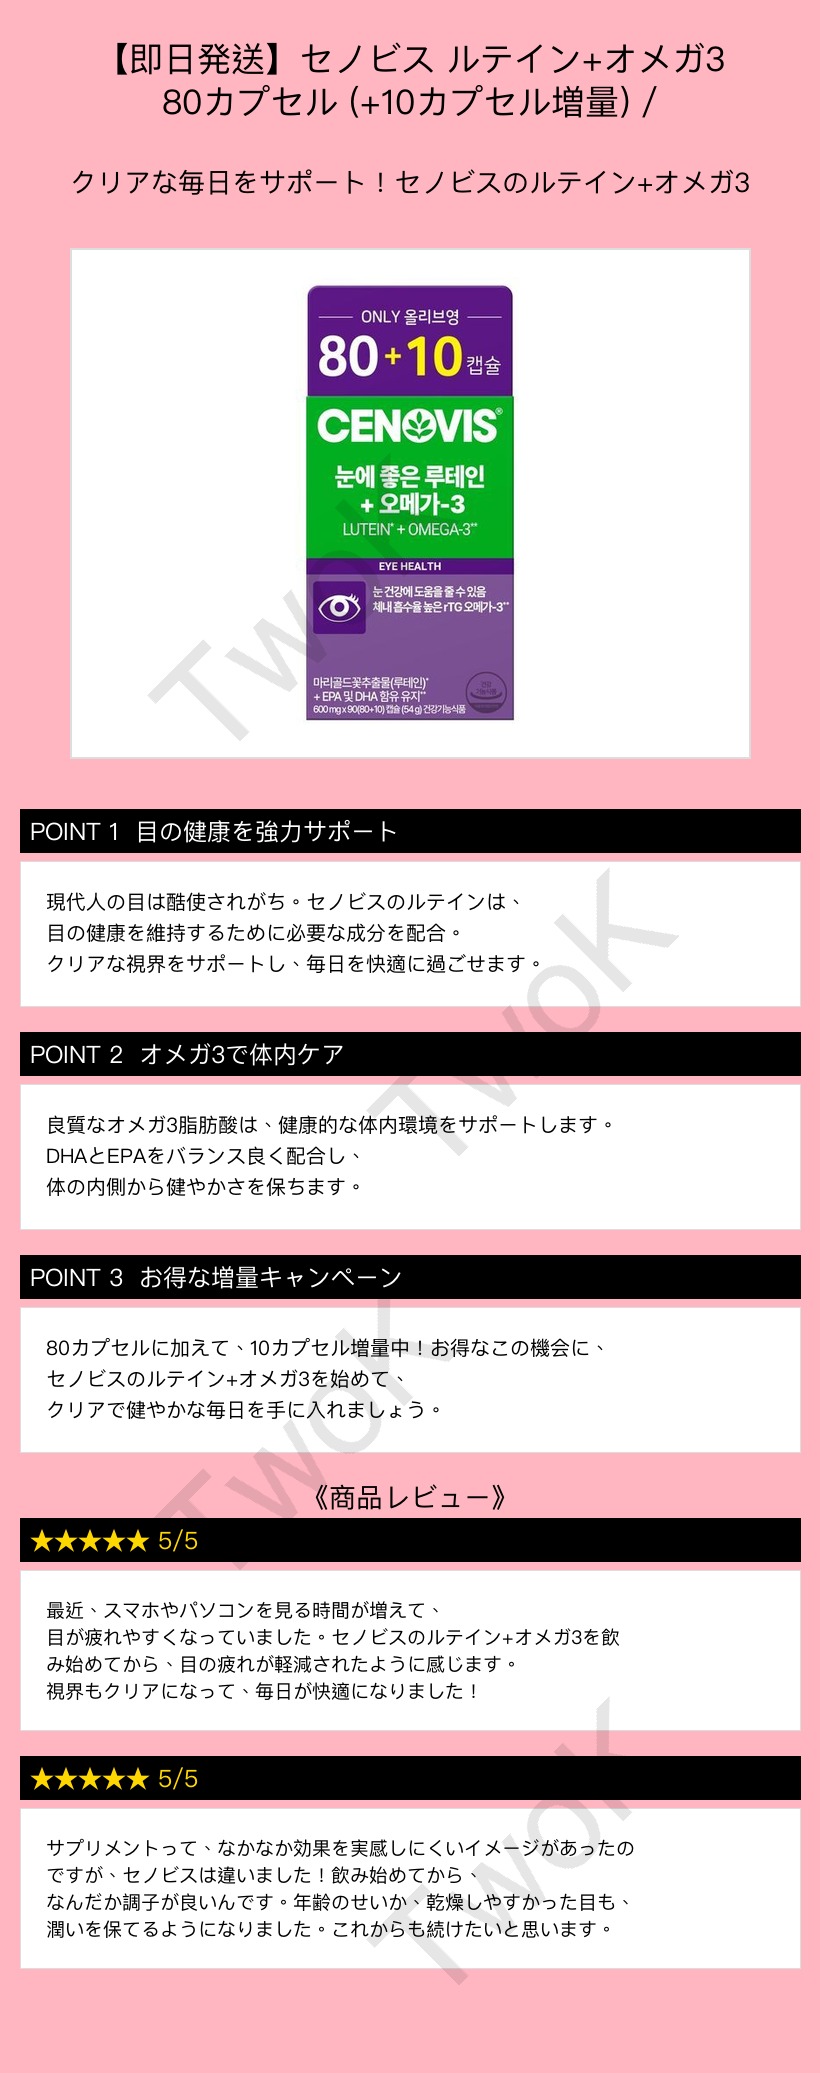 【即日発送】セノビス ルテイン+オメガ3
80カプセル (+10カプセル増量) /
クリアな毎日をサポート！セノビスのルテイン+オメガ3
ONLY 올리브영
80+10캡슐
CENOVIS®
눈에 좋은 루테인
+ 오메가-3
LUTEIN* + OMEGA-3**
EYE HEALTH
눈 건강에 도움을 줄 수 있음
체내 흡수율 높은 rTG 오메가-3**
마리골드꽃추출물(루테인)*
+ EPA 및 DHA 함유 유지**
600 mg x 90(80+10) 캡슐 (54 g) 건강기능식품
건강
기능식품
TwoK
POINT 1 目の健康を強力サポート
現代人の目は酷使されがち。セノビスのルテインは、
目の健康を維持するために必要な成分を配合。
クリアな視界をサポートし、毎日を快適に過ごせます。
TwoK
POINT 2 オメガ3で体内ケア
良質なオメガ3脂肪酸は、健康的な体内環境をサポートします。
DHAとEPAをバランス良く配合し、
体の内側から健やかさを保ちます。
POINT 3 お得な増量キャンペーン
80カプセルに加えて、10カプセル増量中！お得なこの機会に、
セノビスのルテイン+オメガ3を始めて、
クリアで健やかな毎日を手に入れましょう。
TwoK
《商品レビュー》
★★★★★ 5/5
最近、スマホやパソコンを見る時間が増えて、
目が疲れやすくなっていました。セノビスのルテイン+オメガ3を飲
み始めてから、目の疲れが軽減されたように感じます。
視界もクリアになって、毎日が快適になりました！
★★★★★ 5/5
サプリメントって、なかなか効果を実感しにくいイメージがあったの
ですが、セノビスは違いました！飲み始めてから、
なんだか調子が良いんです。年齢のせいか、乾燥しやすかった目も、
潤いを保てるようになりました。これからも続けたいと思います。
TwoK